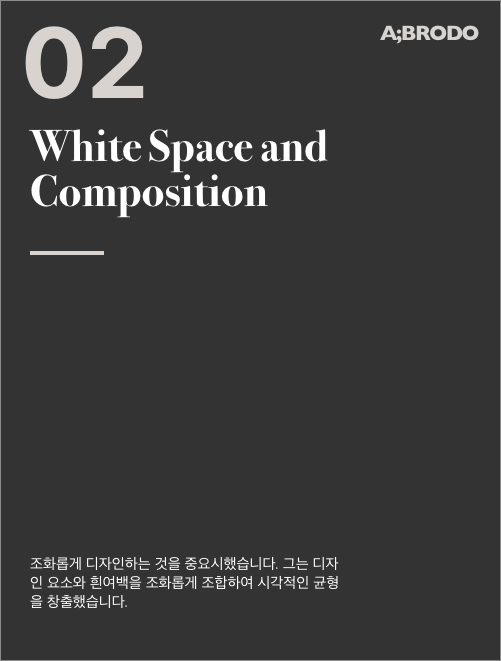 02
A;BRODO
White Space and
Composition
조화롭게 디자인하는 것을 중요시했습니다. 그는 디자
인 요소와 흰여백을 조화롭게 조합하여 시각적인 균형
을 창출했습니다.